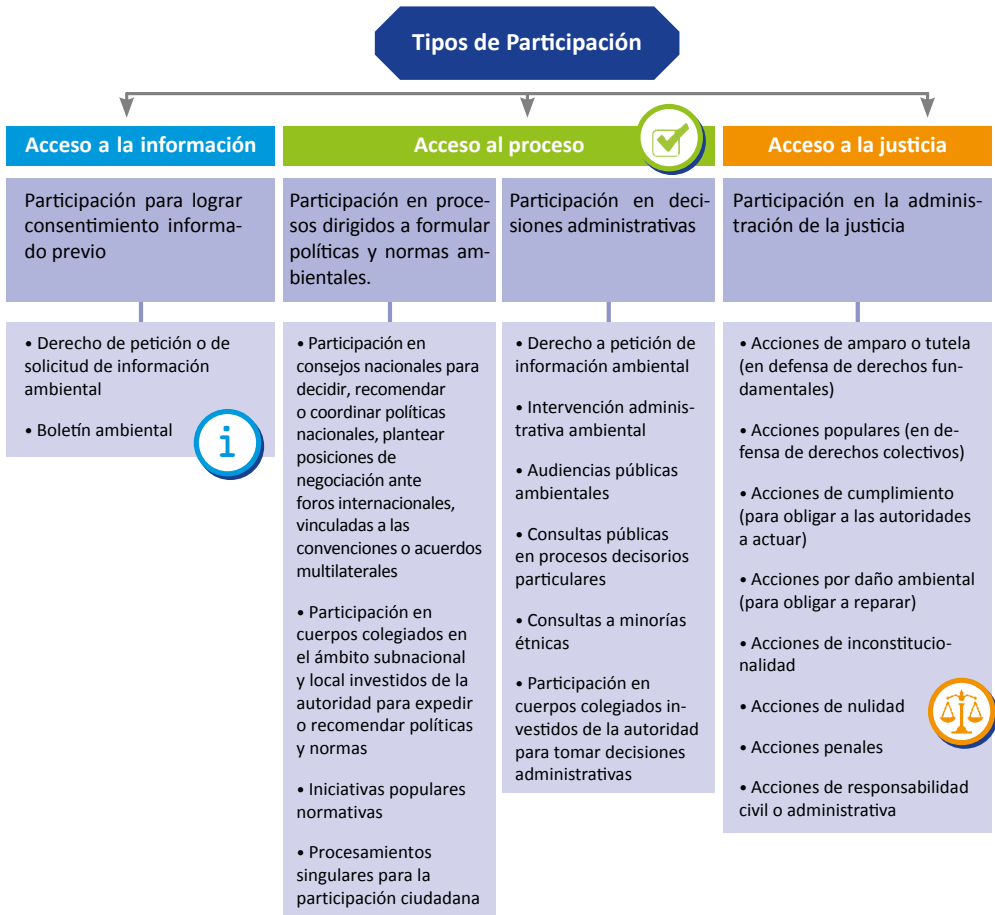 Tipos de Participación
Acceso a la información
Participación para lograr
consentimiento informa-
do previo
• Derecho de petición o de
solicitud de información
ambiental
• Boletín ambiental
i
Acceso al proceso
Participación en proce-
sos dirigidos a formular
políticas y normas am-
bientales.
• Participación en
consejos nacionales para
decidir, recomendar
o coordinar políticas
nacionales, plantear
posiciones de
negociación ante
foros internacionales,
vinculadas a las
convenciones o acuerdos
multilaterales
• Participación en
cuerpos colegiados en
el ámbito subnacional
y local investidos de la
autoridad para expedir
o recomendar políticas
y normas
• Iniciativas populares
normativas
• Procesamientos
singulares para la
participación ciudadana
Participación en deci-
siones administrativas
• Derecho a petición de
información ambiental
• Intervención adminis-
trativa ambiental
• Audiencias públicas
ambientales
• Consultas públicas
en procesos decisorios
particulares
• Consultas a minorías
étnicas
• Participación en
cuerpos colegiados in-
vestidos de la autoridad
para tomar decisiones
administrativas
Acceso a la justicia
Participación en la adminis-
tración de la justicia
• Acciones de amparo o tutela
(en defensa de derechos fun-
damentales)
• Acciones populares (en de-
fensa de derechos colectivos)
• Acciones de cumplimiento
(para obligar a las autoridades
a actuar)
• Acciones por daño ambiental
(para obligar a reparar)
• Acciones de inconstitucio-
nalidad
• Acciones de nulidad
• Acciones penales
• Acciones de responsabilidad
civil o administrativa